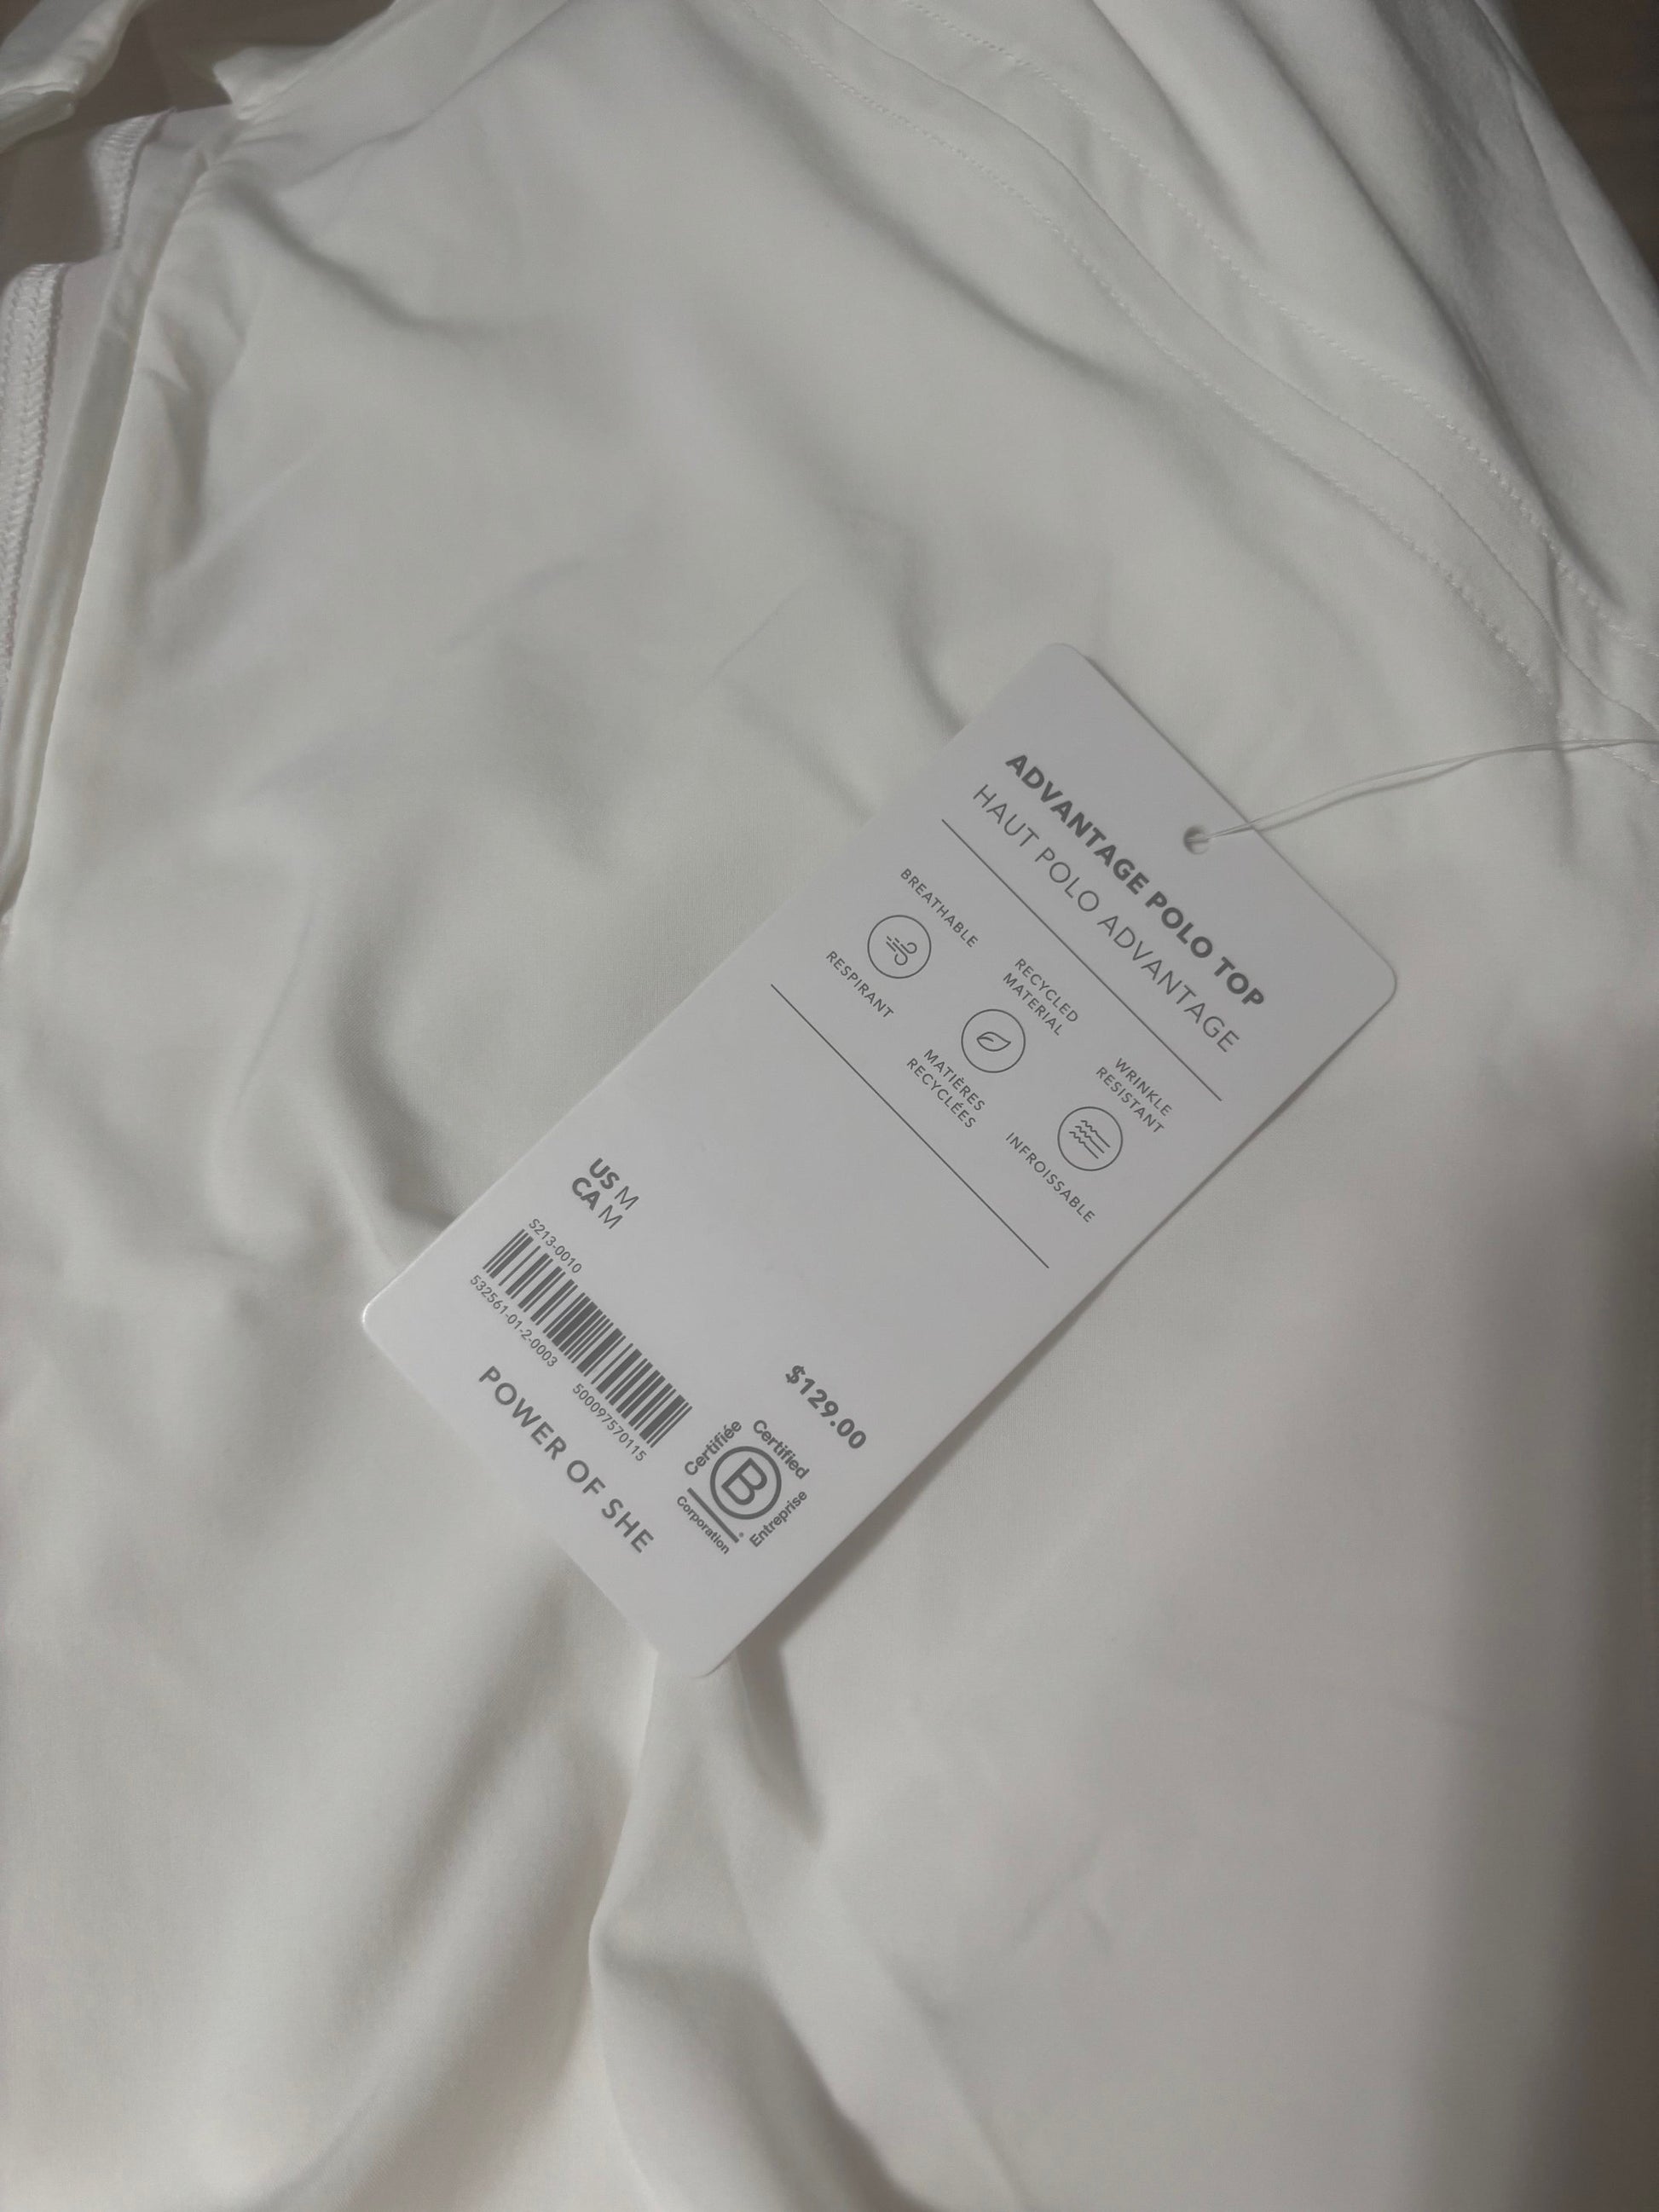 ADVANTAGE POLO TOP
HAUT POLO ADVANTAGE
BREATHABLE
RESPIRANT
RECYCLED
MATERIAL
MATIÈRES
RECYCLÉES
WRINKLE
RESISTANT
INFROISSABLE
US M
CA M
S213-0010
532561-01-2-0003 500097570115
$129.00
Certifiée
Certified
B
Corporation
Entreprise
POWER OF SHE